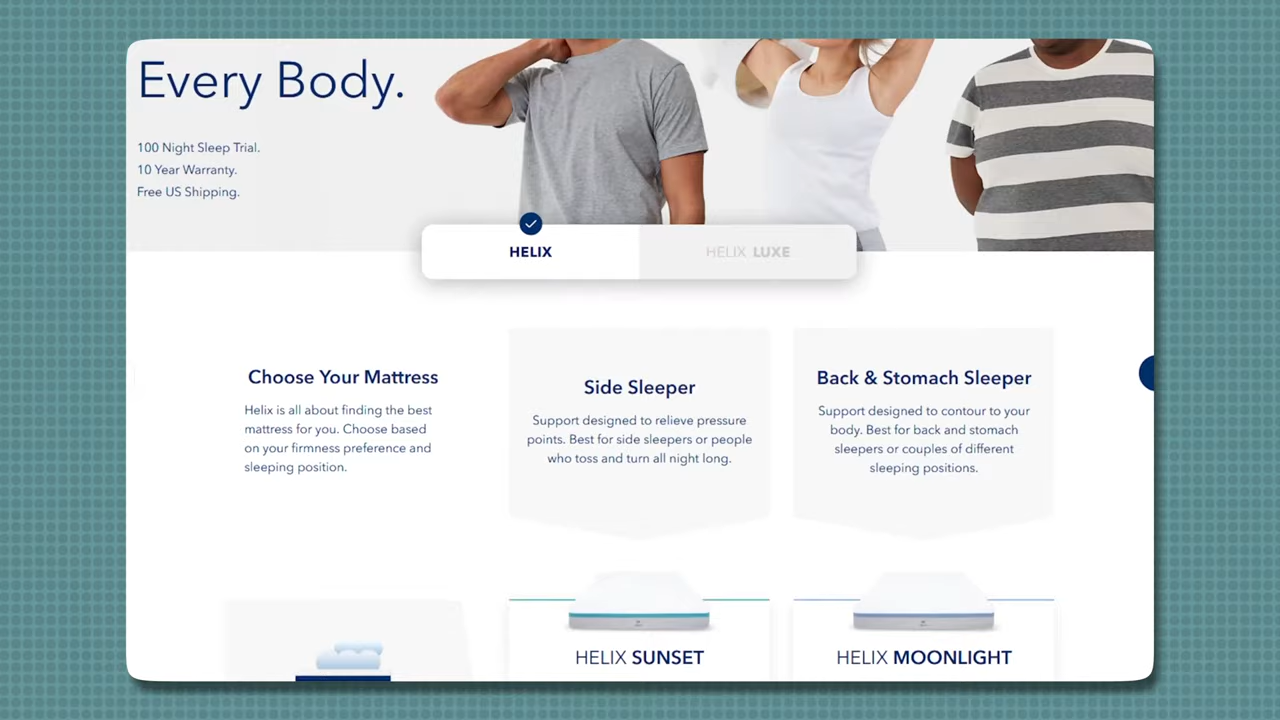 Every Body.
100 Night Sleep Trial.
10 Year Warranty.
Free US Shipping.
HELIX
HELIX LUXE
Choose Your Mattress
Helix is all about finding the best
mattress for you. Choose based
on your firmness preference and
sleeping position.
Side Sleeper
Support designed to relieve pressure
points. Best for side sleepers or people
who toss and turn all night long.
Back & Stomach Sleeper
Support designed to contour to your
body. Best for back and stomach
sleepers or couples of different
sleeping positions.
HELIX SUNSET
HELIX MOONLIGHT